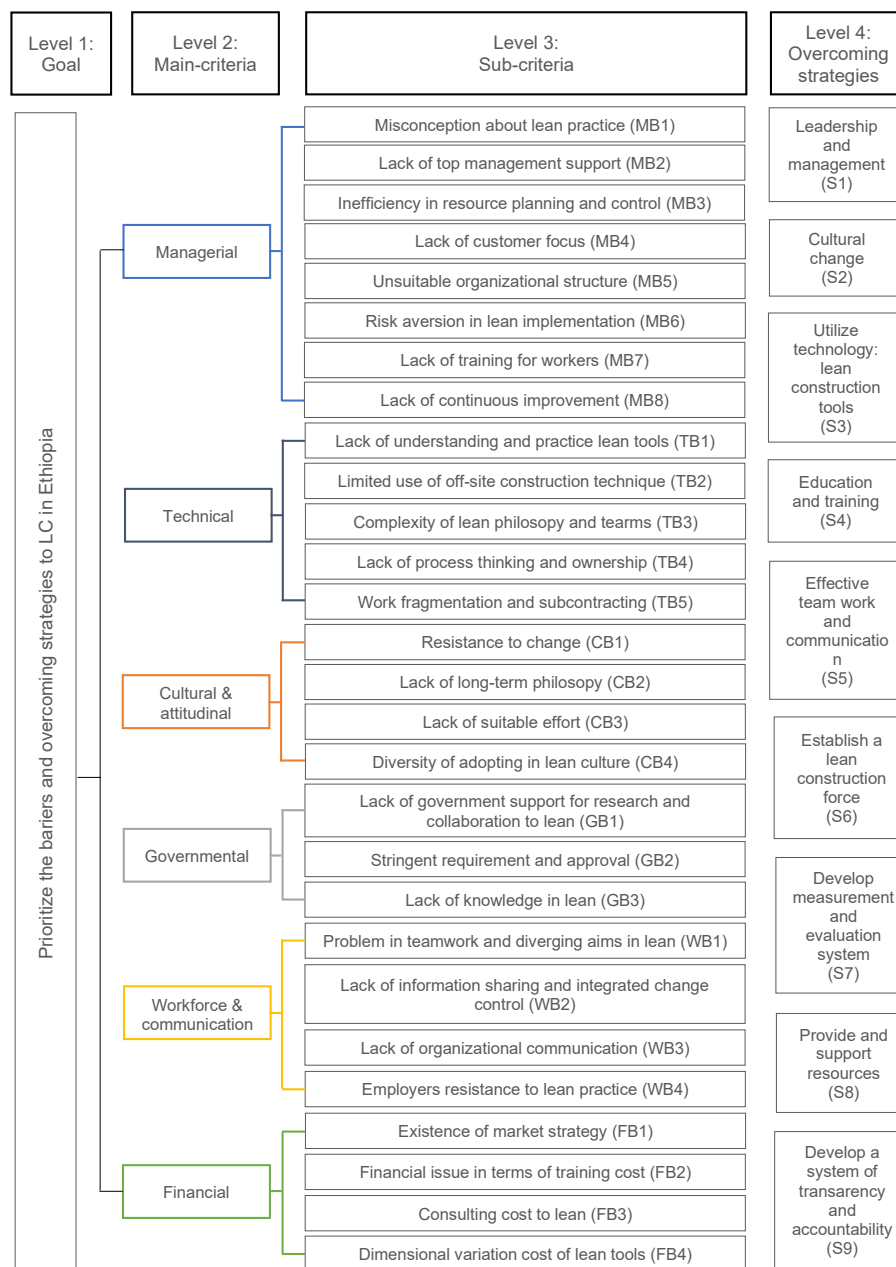 Level 1:
Goal
Level 2:
Main-criteria
Level 3:
Sub-criteria
Level 4:
Overcoming
strategies
Prioritize the bariers and overcoming strategies to LC in Ethiopia
Managerial
Technical
Cultural &
attitudinal
Governmental
Workforce &
communication
Financial
Misconception about lean practice (MB1)
Lack of top management support (MB2)
Inefficiency in resource planning and control (MB3)
Lack of customer focus (MB4)
Unsuitable organizational structure (MB5)
Risk aversion in lean implementation (MB6)
Lack of training for workers (MB7)
Lack of continuous improvement (MB8)
Lack of understanding and practice lean tools (TB1)
Limited use of off-site construction technique (TB2)
Complexity of lean philosopy and tearms (TB3)
Lack of process thinking and ownership (TB4)
Work fragmentation and subcontracting (TB5)
Resistance to change (CB1)
Lack of long-term philosopy (CB2)
Lack of suitable effort (CB3)
Diversity of adopting in lean culture (CB4)
Lack of government support for research and
collaboration to lean (GB1)
Stringent requirement and approval (GB2)
Lack of knowledge in lean (GB3)
Problem in teamwork and diverging aims in lean (WB1)
Lack of information sharing and integrated change
control (WB2)
Lack of organizational communication (WB3)
Employers resistance to lean practice (WB4)
Existence of market strategy (FB1)
Financial issue in terms of training cost (FB2)
Consulting cost to lean (FB3)
Dimensional variation cost of lean tools (FB4)
Leadership
and
management
(S1)
Cultural
change
(S2)
Utilize
technology:
lean
construction
tools
(S3)
Education
and training
(S4)
Effective
team work
and
communicatio
n
(S5)
Establish a
lean
construction
force
(S6)
Develop
measurement
and
evaluation
system
(S7)
Provide and
support
resources
(S8)
Develop a
system of
transarency
and
accountability
(S9)